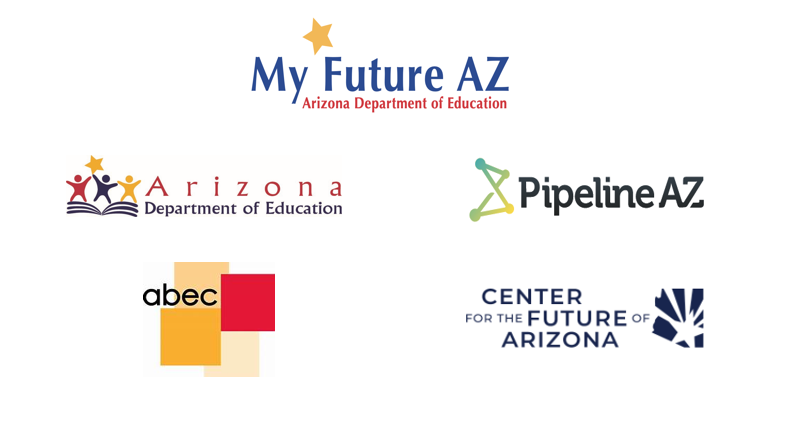 My Future AZ
Arizona Department of Education
Arizona
Department of Education
Pipeline AZ
abec
CENTER
FOR THE FUTURE OF
ARIZONA